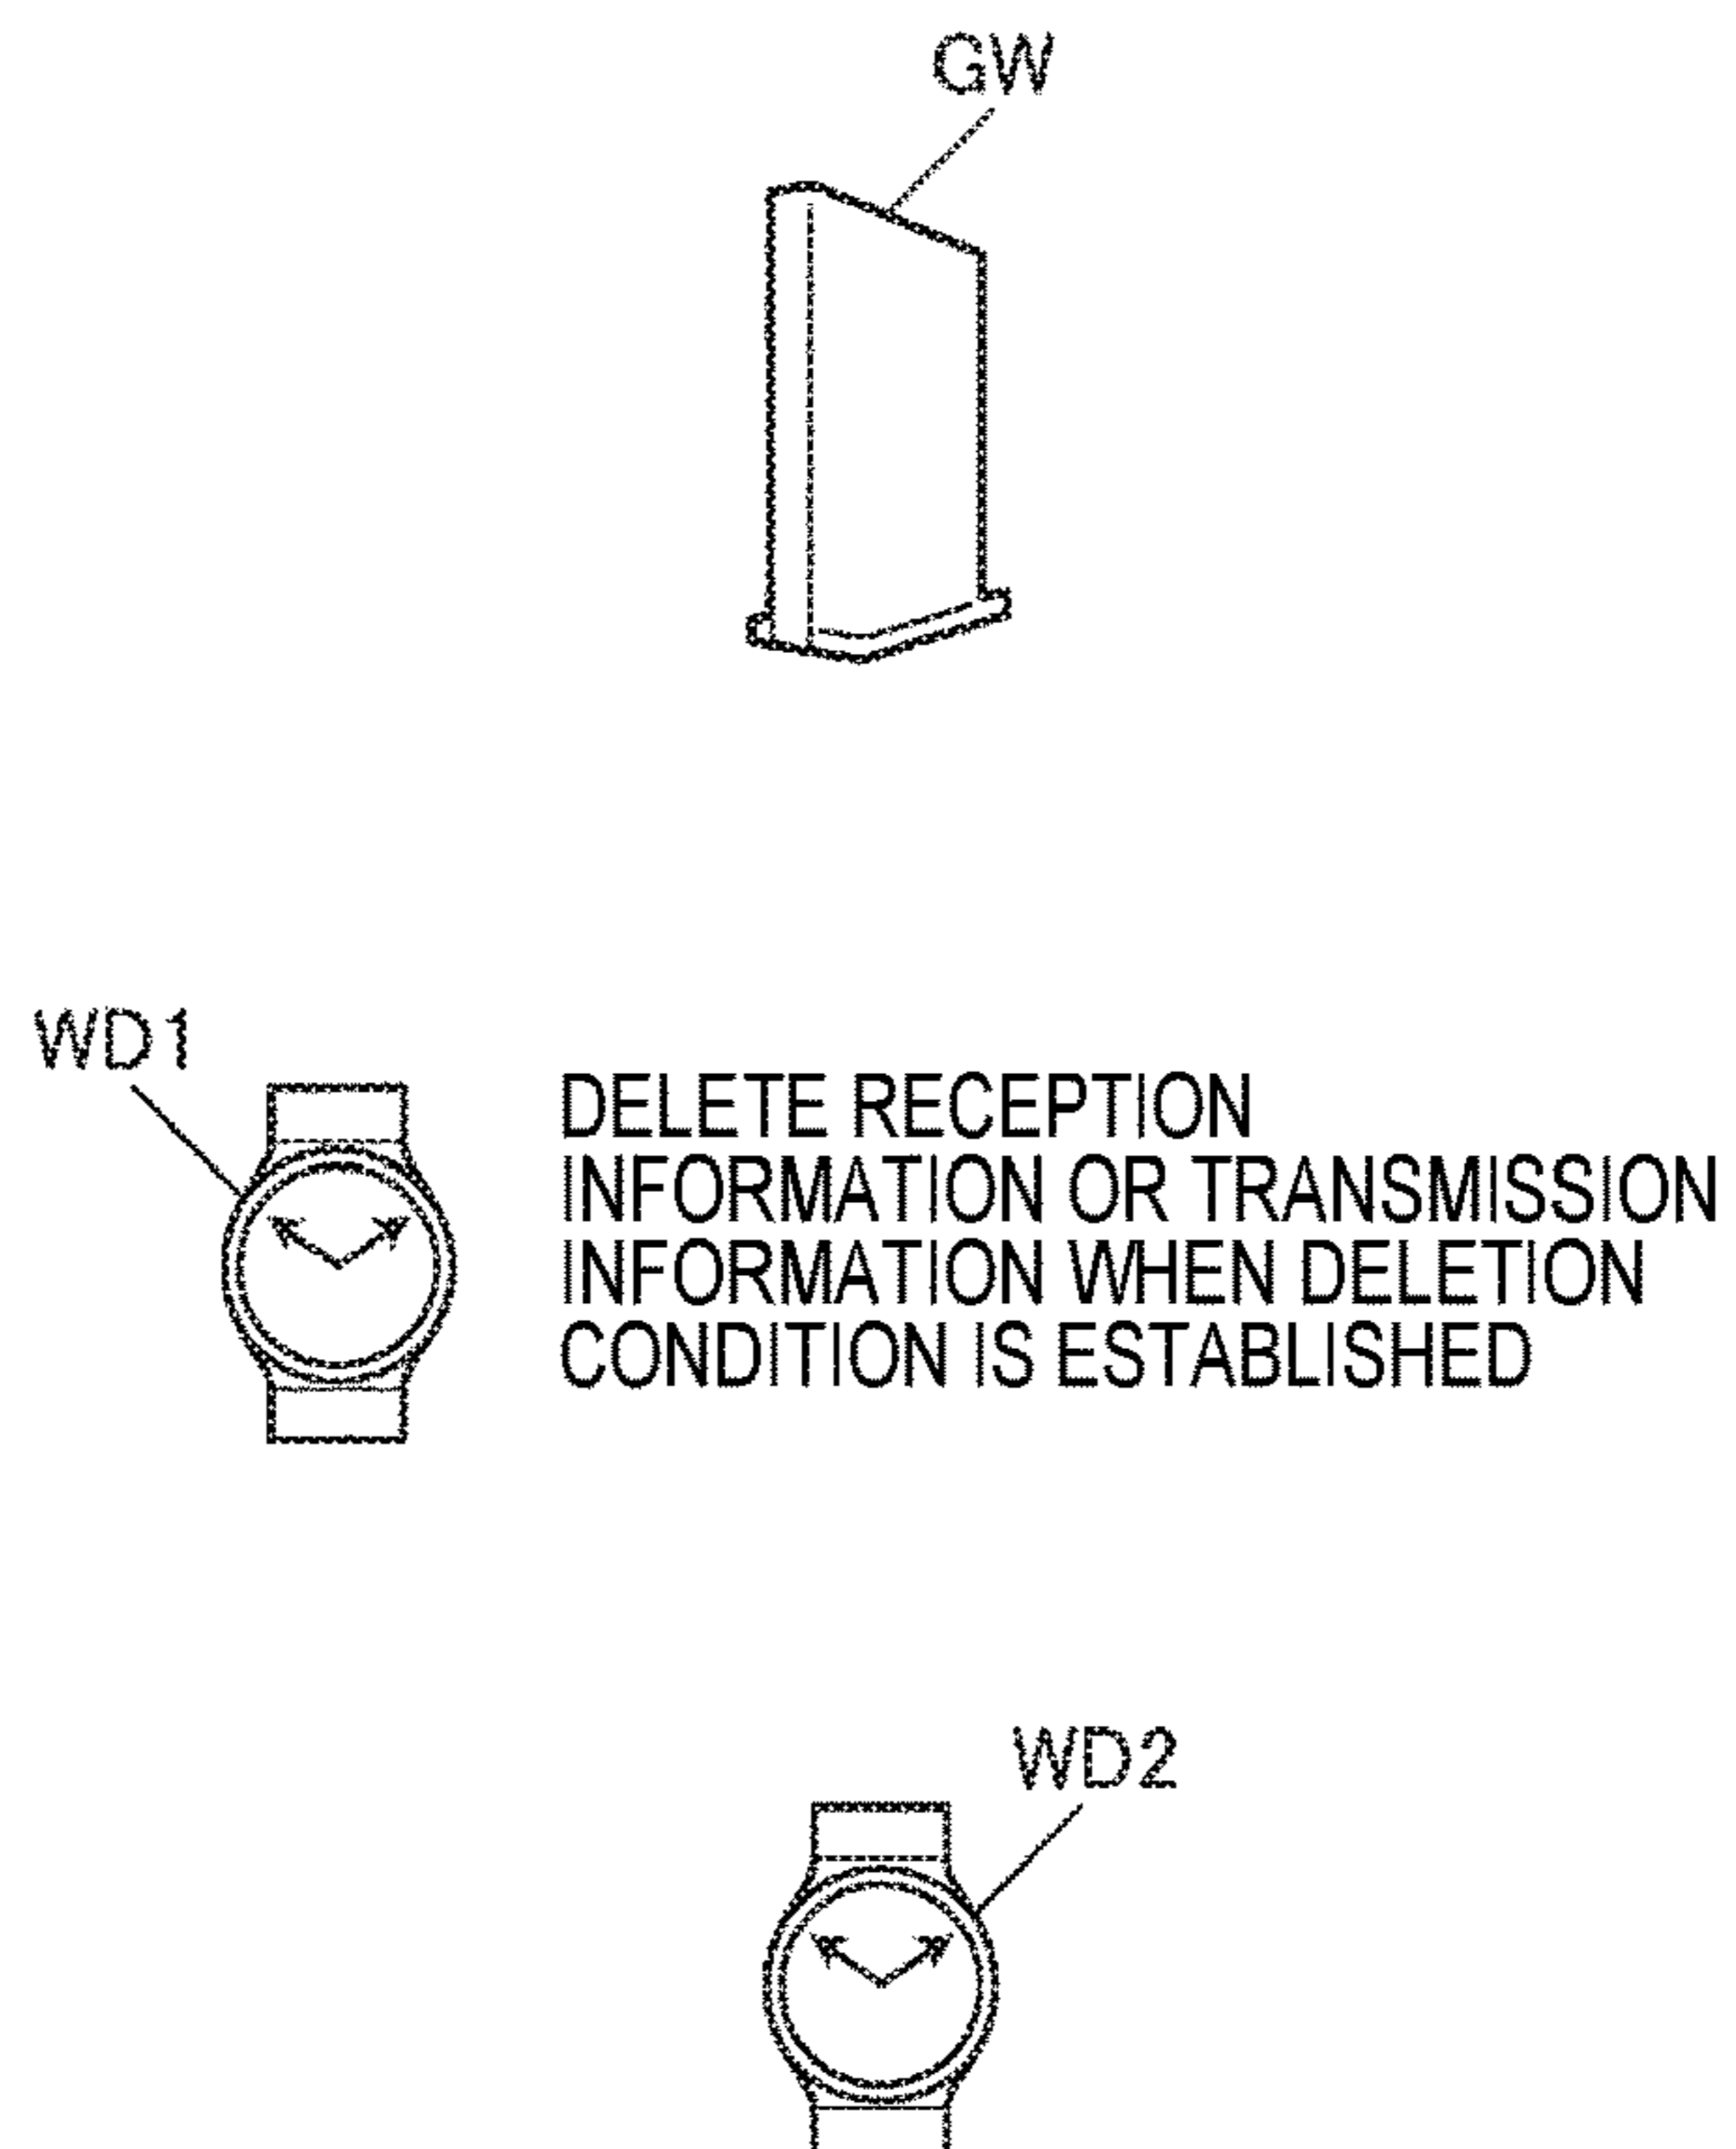 GW
WD1
DELETE RECEPTION
INFORMATION OR TRANSMISSION
INFORMATION WHEN DELETION
CONDITION IS ESTABLISHED
WD2